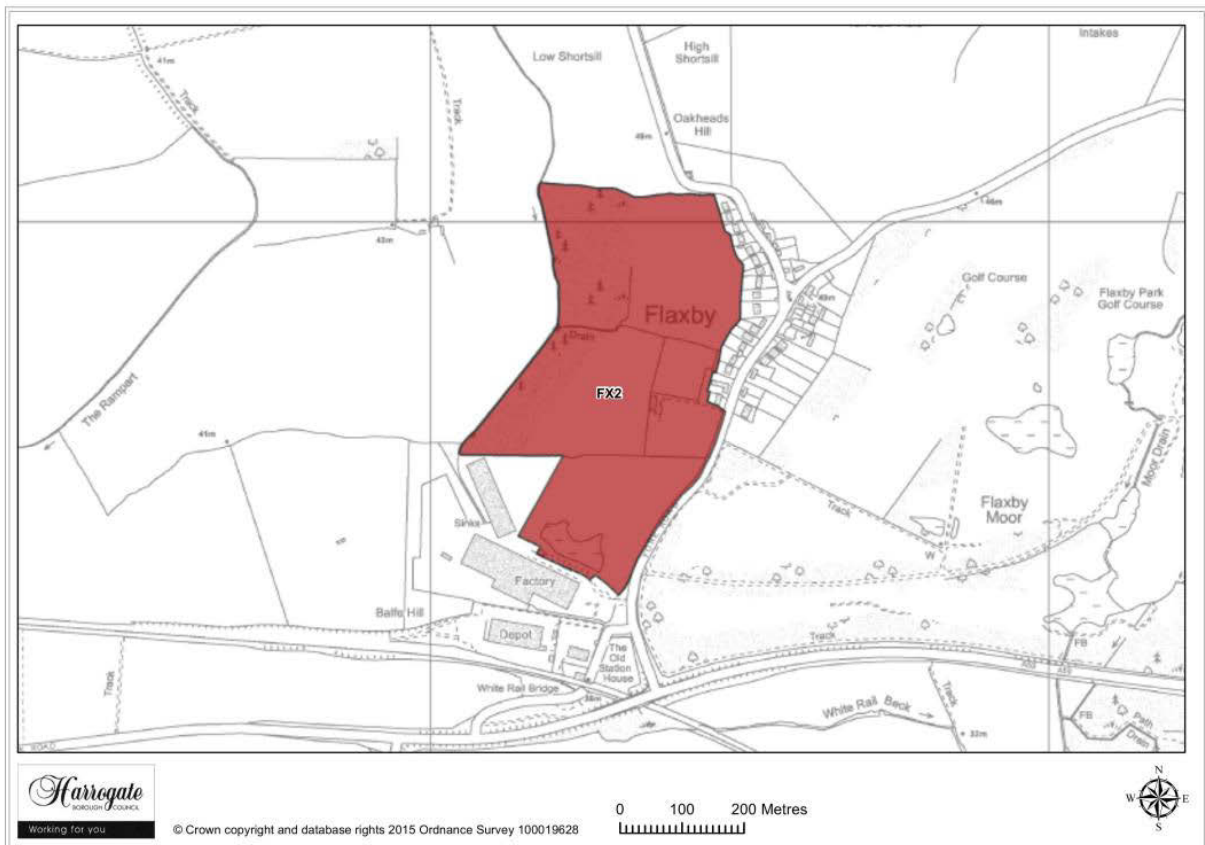 Low Shortsill
High
Shortsill
Intakes
41m
Track
Track
Oakheads
Hill
49m
46m
43m
Golf Course
Flaxby Park
Golf Course
Flaxby
49m
Drain
FX2
The Rampart
41m
Moor Drain
Flaxby
Moor
Track
W
Sinks
Factory
Balfe Hill
Depot
The
Old
Station
House
Track
FB
Track
White Rail Bridge
White Rail Beck
Track
FB
Path
Drain
32m
Harrogate
BOROUGH COUNCIL
Working for you
© Crown copyright and database rights 2015 Ordnance Survey 100019628
0 100 200 Metres
N
W E
S